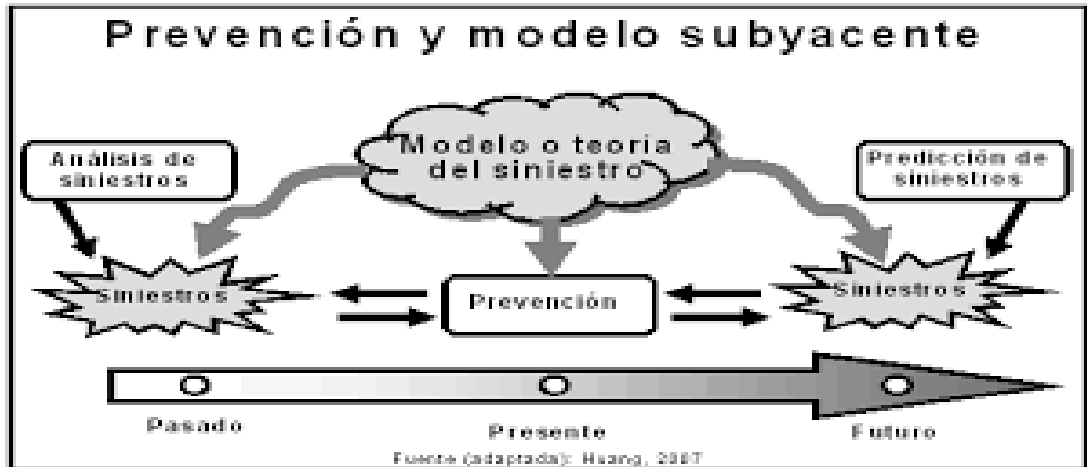 Prevención y modelo subyacente
Modelo o teoría
del siniestro
Análisis de
siniestros
Predicción de
siniestros
Siniestros
Prevención
Siniestros
Pasado
Presente
Futuro
Fuente (adaptada): Huang, 2007